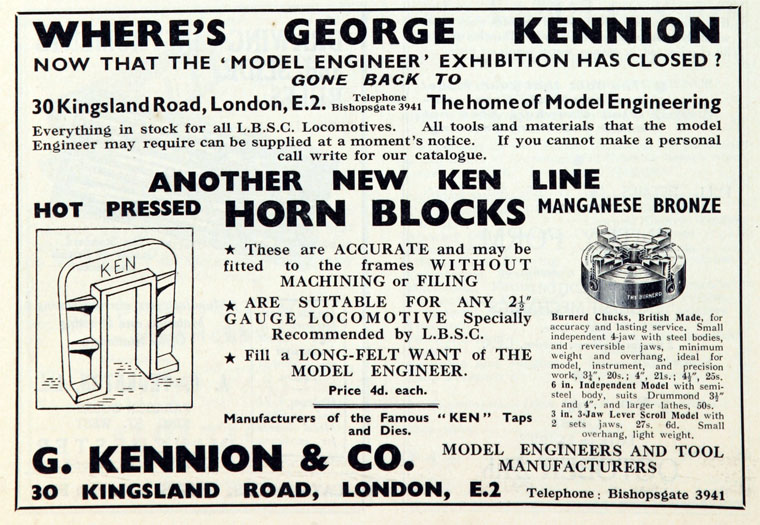 WHERE'S GEORGE KENNION
NOW THAT THE 'MODEL ENGINEER' EXHIBITION HAS CLOSED?
GONE BACK TO
30 Kingsland Road, London, E.2. Telephone Bishopsgate 3941 The home of Model Engineering
Everything in stock for all L.B.S.C. Locomotives. All tools and materials that the model
Engineer may require can be supplied at a moment's notice. If you cannot make a personal
call write for our catalogue.
ANOTHER NEW KEN LINE
HOT PRESSED HORN BLOCKS MANGANESE BRONZE
KEN
★ These are ACCURATE and may be
fitted to the frames WITHOUT
MACHINING or FILING
★ ARE SUITABLE FOR ANY 2½"
GAUGE LOCOMOTIVE Specially
Recommended by L.B.S.C.
★ Fill a LONG-FELT WANT of THE
MODEL ENGINEER.
Price 4d. each.
Manufacturers of the Famous "KEN" Taps
and Dies.
THE BURNERD
Burnerd Chucks, British Made, for
accuracy and lasting service. Small
independent 4-jaw with steel bodies,
and reversible jaws, minimum
weight and overhang, ideal for
model, instrument, and precision
work, 3¼", 20s.; 4", 21s.; 4½", 25s.
6 in. Independent Model with semi-
steel body, suits Drummond 3½"
and 4", and larger lathes, 50s.
3 in. 3-Jaw Lever Scroll Model with
2 sets jaws, 27s. 6d. Small
overhang, light weight.
G. KENNION & CO. MODEL ENGINEERS AND TOOL
MANUFACTURERS
30 KINGSLAND ROAD, LONDON, E.2 Telephone: Bishopsgate 3941